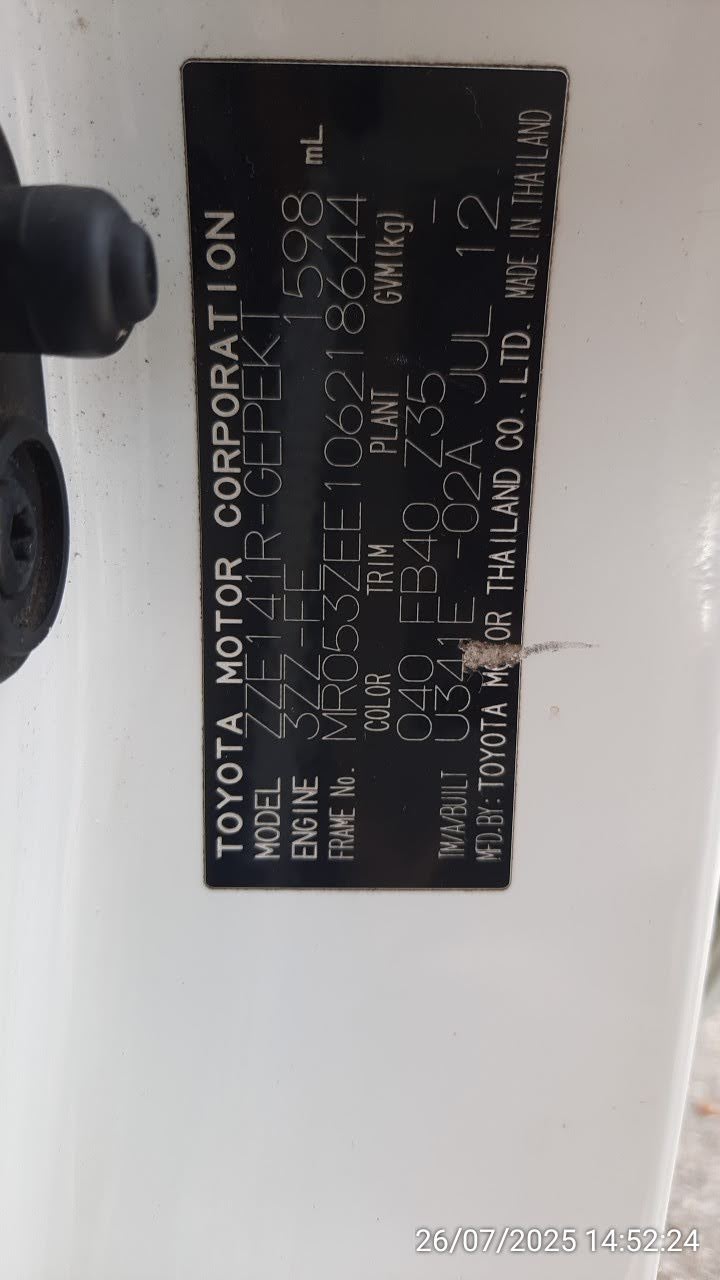 TOYOTA MOTOR CORPORATION
MODEL ZZE141R-GEPEKT
ENGINE 3ZZ-FE 1598 mL
FRAME No. MR053ZEE106218644
COLOR TRIM PLANT GVM(kg)
040 FB40 Z35 -
TM/A/BUILT U341E -02A JUL 12
MFD.BY: TOYOTA MOTOR THAILAND CO.,LTD. MADE IN THAILAND
26/07/2025 14:52:24